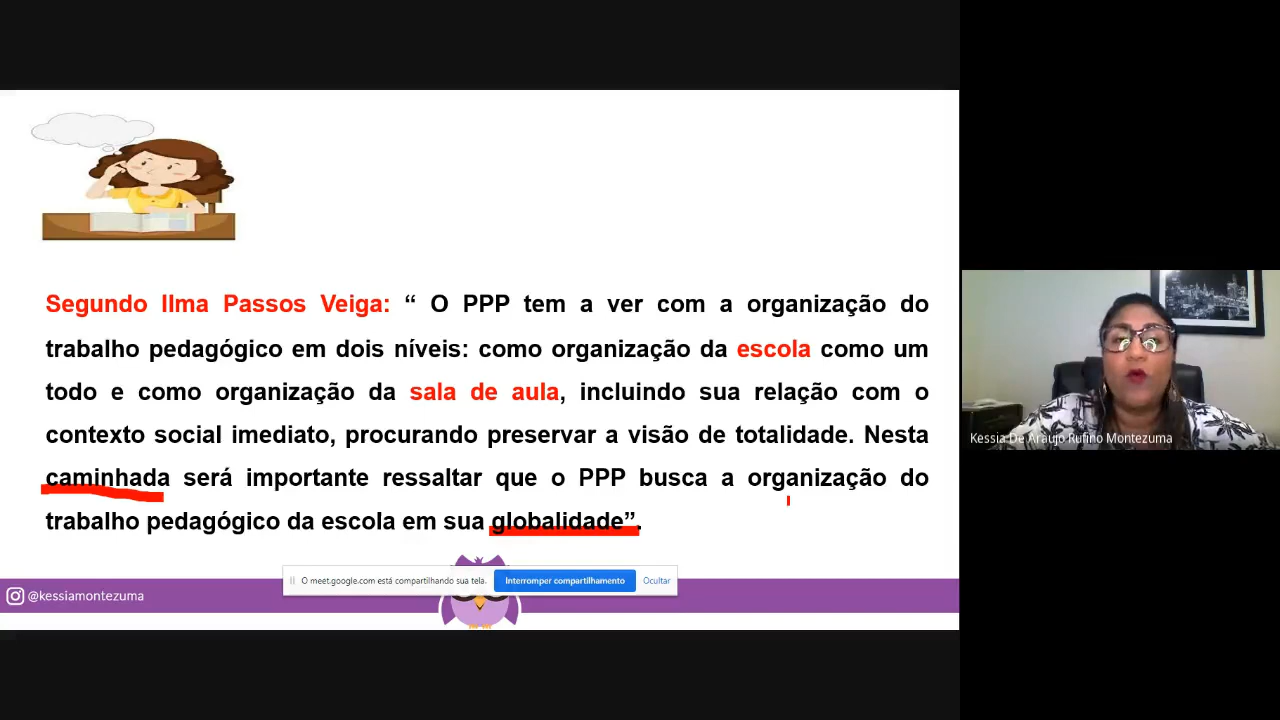 Segundo Ilma Passos Veiga: “ O PPP tem a ver com a organização do
trabalho pedagógico em dois níveis: como organização da escola como um
todo e como organização da sala de aula, incluindo sua relação com o
contexto social imediato, procurando preservar a visão de totalidade. Nesta
caminhada será importante ressaltar que o PPP busca a organização do
trabalho pedagógico da escola em sua globalidade”.
Kessia De Araujo Rufino Montezuma
O meet.google.com está compartilhando sua tela.
Interromper compartilhamento
Ocultar
@kessiamontezuma